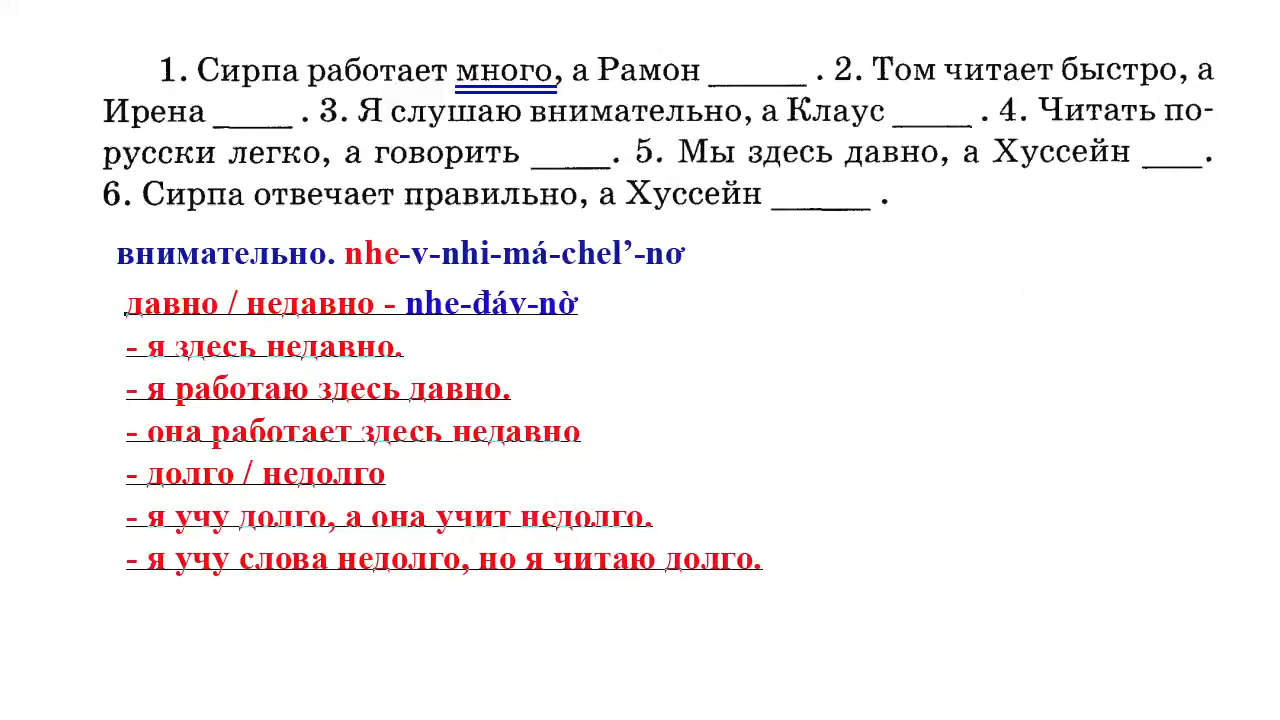 1. Сирпа работает много, а Рамон ______ . 2. Том читает быстро, а
Ирена _____ . 3. Я слушаю внимательно, а Клаус _____ . 4. Читать по-
русски легко, а говорить _____. 5. Мы здесь давно, а Хуссейн ____.
6. Сирпа отвечает правильно, а Хуссейн ______ .
внимательно. nhe-v-nhi-má-chel’-nơ
давно / недавно - nhe-đáv-nờ
- я здесь недавно.
- я работаю здесь давно.
- она работает здесь недавно
- долго / недолго
- я учу долго, а она учит недолго.
- я учу слова недолго, но я читаю долго.